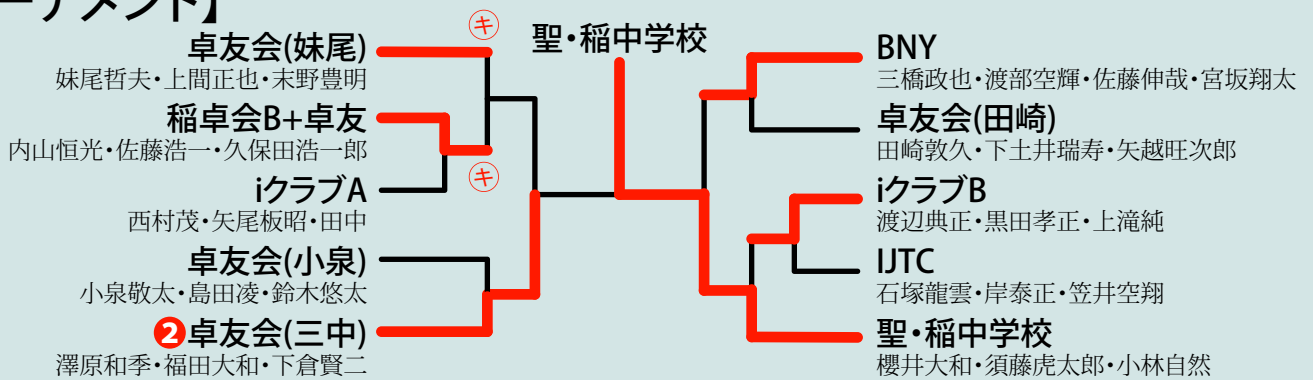 ーナメント】
聖・稲中学校
卓友会(妹尾)
妹尾哲夫・上間正也・末野豊明
㋖
稲卓会B+卓友
内山恒光・佐藤浩一・久保田浩一郎
㋖
iクラブA
西村茂・矢尾板昭・田中
卓友会(小泉)
小泉敬太・島田凌・鈴木悠太
❷卓友会(三中)
澤原和季・福田大和・下倉賢二
BNY
三橋政也・渡部空輝・佐藤伸哉・宮坂翔太
卓友会(田崎)
田崎敦久・下土井瑞寿・矢越旺次郎
iクラブB
渡辺典正・黒田孝正・上滝純
IJTC
石塚龍雲・岸泰正・笠井空翔
聖・稲中学校
櫻井大和・須藤虎太郎・小林自然